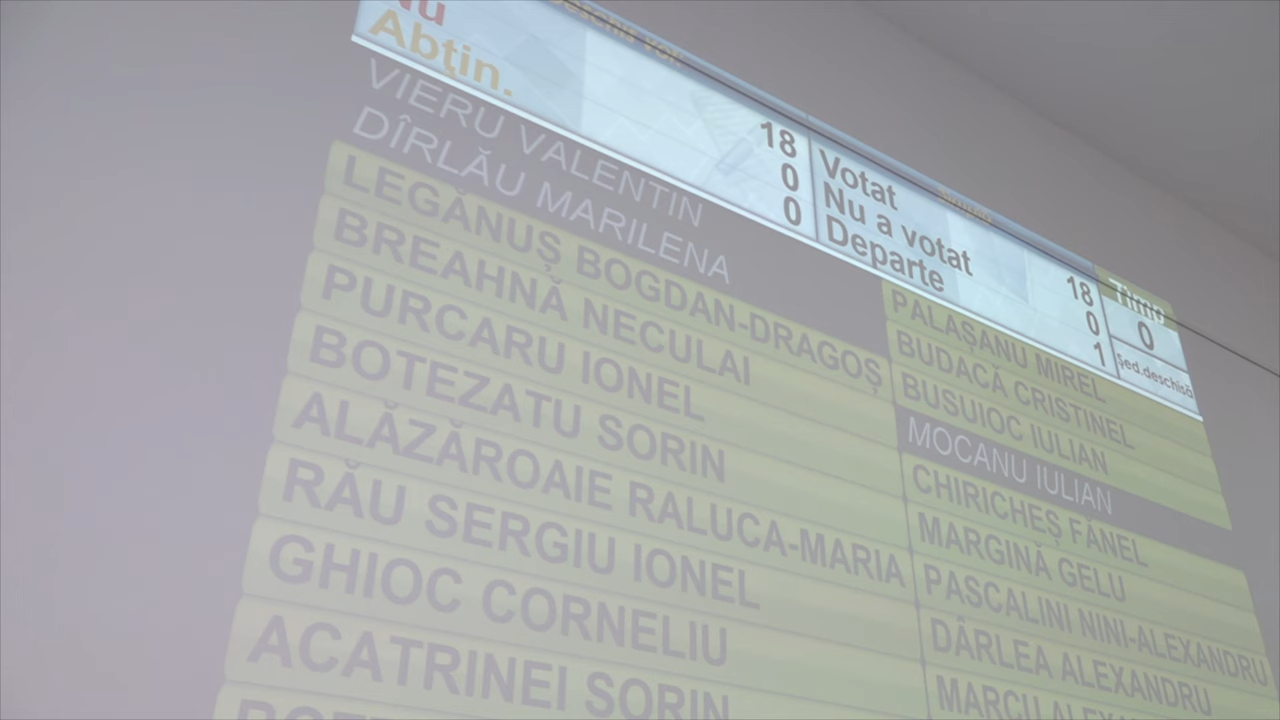 Nu
Abțin.
18
0
0
Votat
Nu a votat
Departe
18
0
1
Timp
0
Șed.deschisă
VIERU VALENTIN
DÎRLĂU MARILENA
LEGĂNUȘ BOGDAN-DRAGOȘ
BREAHNĂ NECULAI
PURCARU IONEL
BOTEZATU SORIN
ALĂZĂROAIE RALUCA-MARIA
RĂU SERGIU IONEL
GHIOC CORNELIU
ACATRINEI SORIN
PALAȘANU MIREL
BUDACĂ CRISTINEL
BUSUIOC IULIAN
MOCANU IULIAN
CHIRICHEȘ FĂNEL
MARGINĂ GELU
PASCALINI NINI-ALEXANDRU
DÂRLEA ALEXANDRU
MARCU